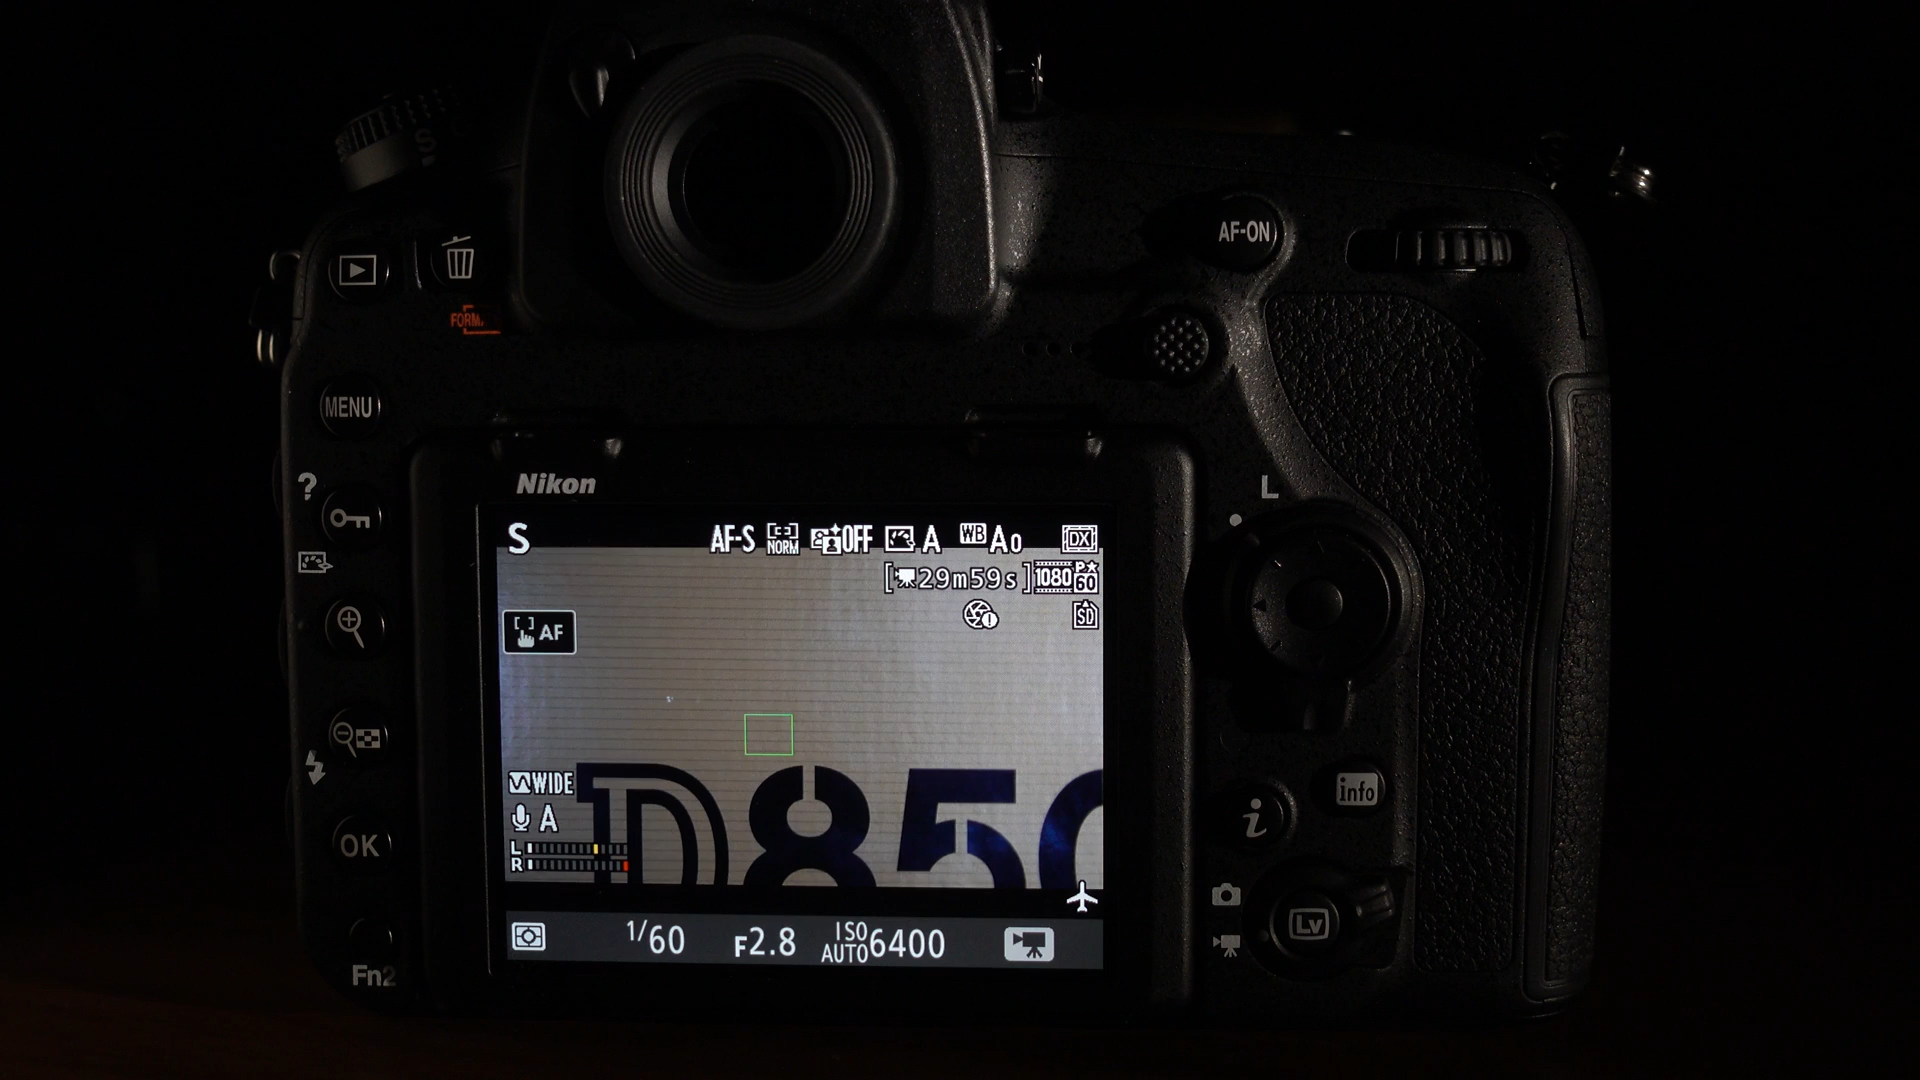 S
AF-ON
FORM
MENU
Nikon
?
L
S AF-S NORM OFF A WB A0 DX
[29m59s] 1080 P★ 60
SD
AF
WIDE
A
D850
L
R
info
i
OK
Lv
1/60 F2.8 ISO AUTO 6400
Fn2